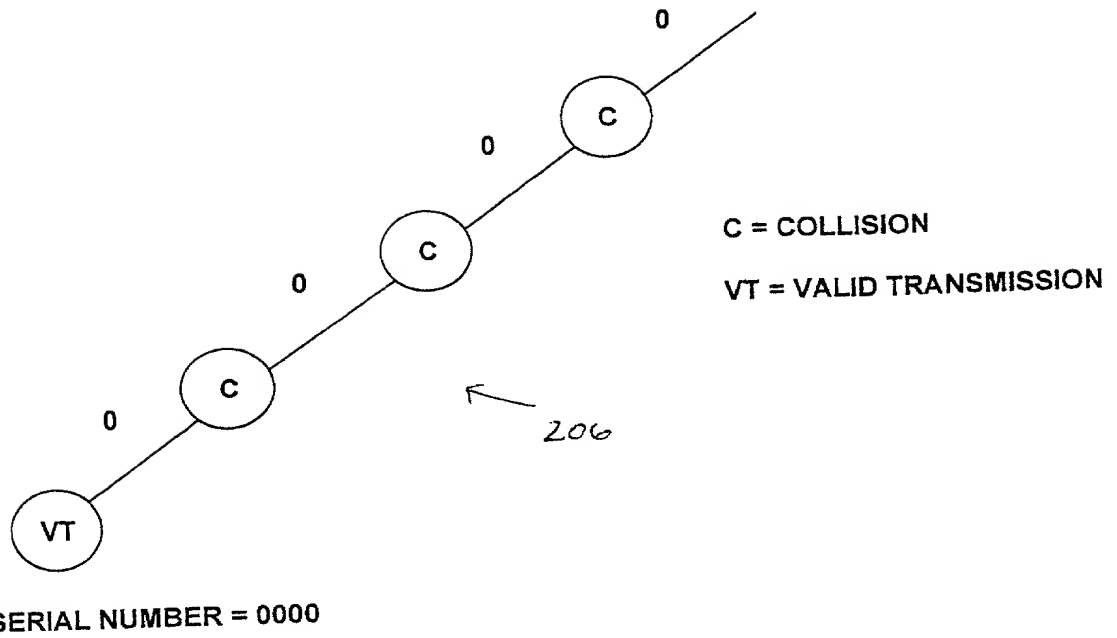 0
C
0
C = COLLISION
C
VT = VALID TRANSMISSION
0
C
206
0
VT
SERIAL NUMBER = 0000